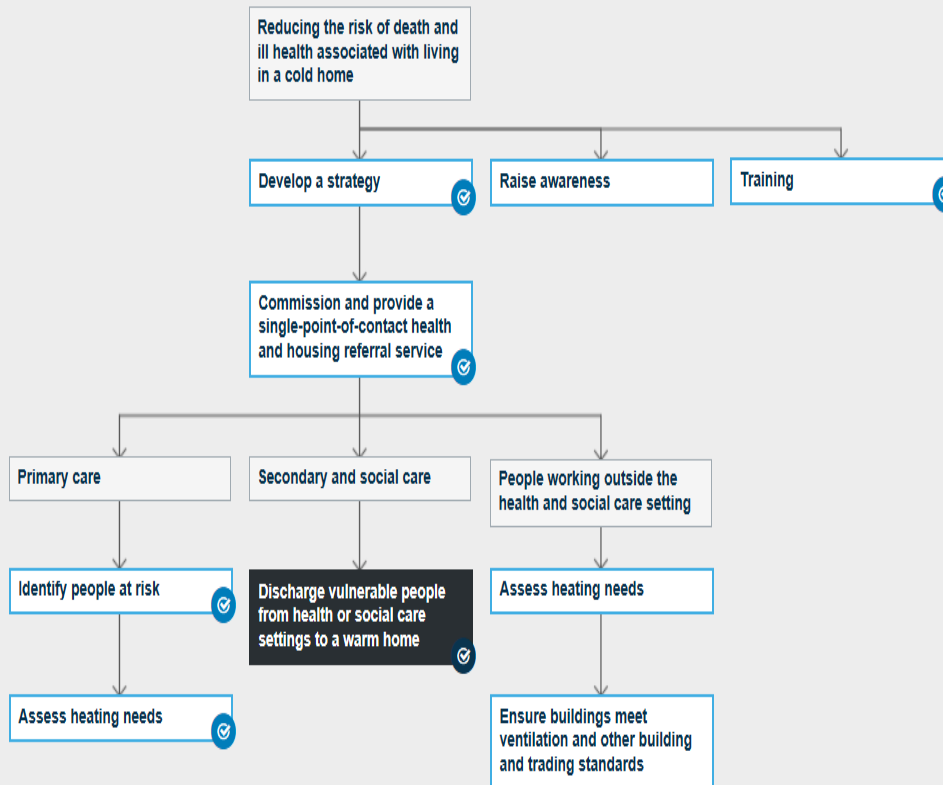 Reducing the risk of death and
ill health associated with living
in a cold home
Develop a strategy
Raise awareness
Training
Commission and provide a
single-point-of-contact health
and housing referral service
Primary care
Secondary and social care
People working outside the
health and social care setting
Identify people at risk
Discharge vulnerable people
from health or social care
settings to a warm home
Assess heating needs
Assess heating needs
Ensure buildings meet
ventilation and other building
and trading standards